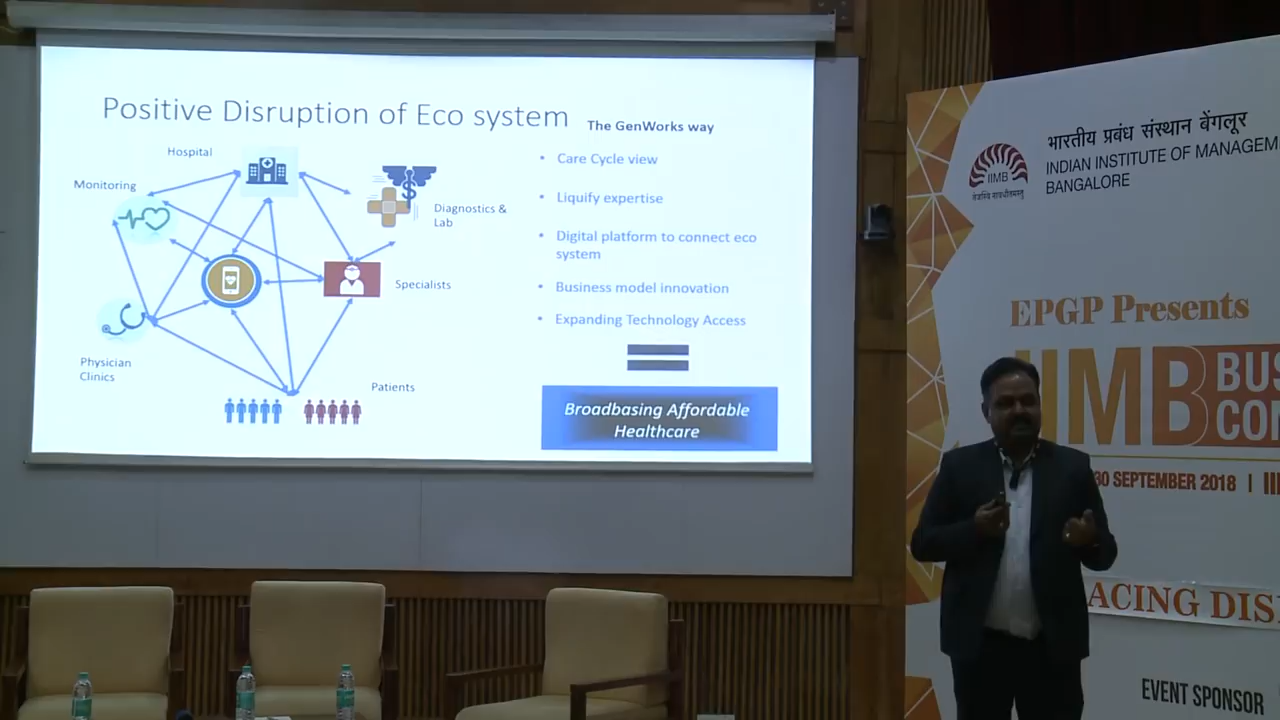 Positive Disruption of Eco system
The GenWorks way
Hospital
Monitoring
Diagnostics &
Lab
Specialists
Physician
Clinics
Patients
• Care Cycle view
• Liquify expertise
• Digital platform to connect eco
system
• Business model innovation
• Expanding Technology Access
Broadbasing Affordable
Healthcare
भारतीय प्रबंध संस्थान बेंगलूर
INDIAN INSTITUTE OF MANAGEM
BANGALORE
IIMB
EPGP Presents
IIMB BUS
CON
30 SEPTEMBER 2018 |
ACING DIS
EVENT SPONSOR